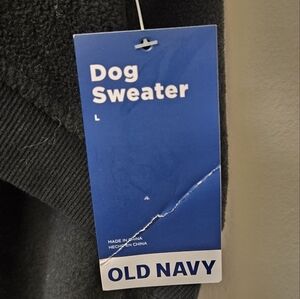 Dog
Sweater
L
MADE IN CHINA
HECHO EN CHINA
OLD NAVY